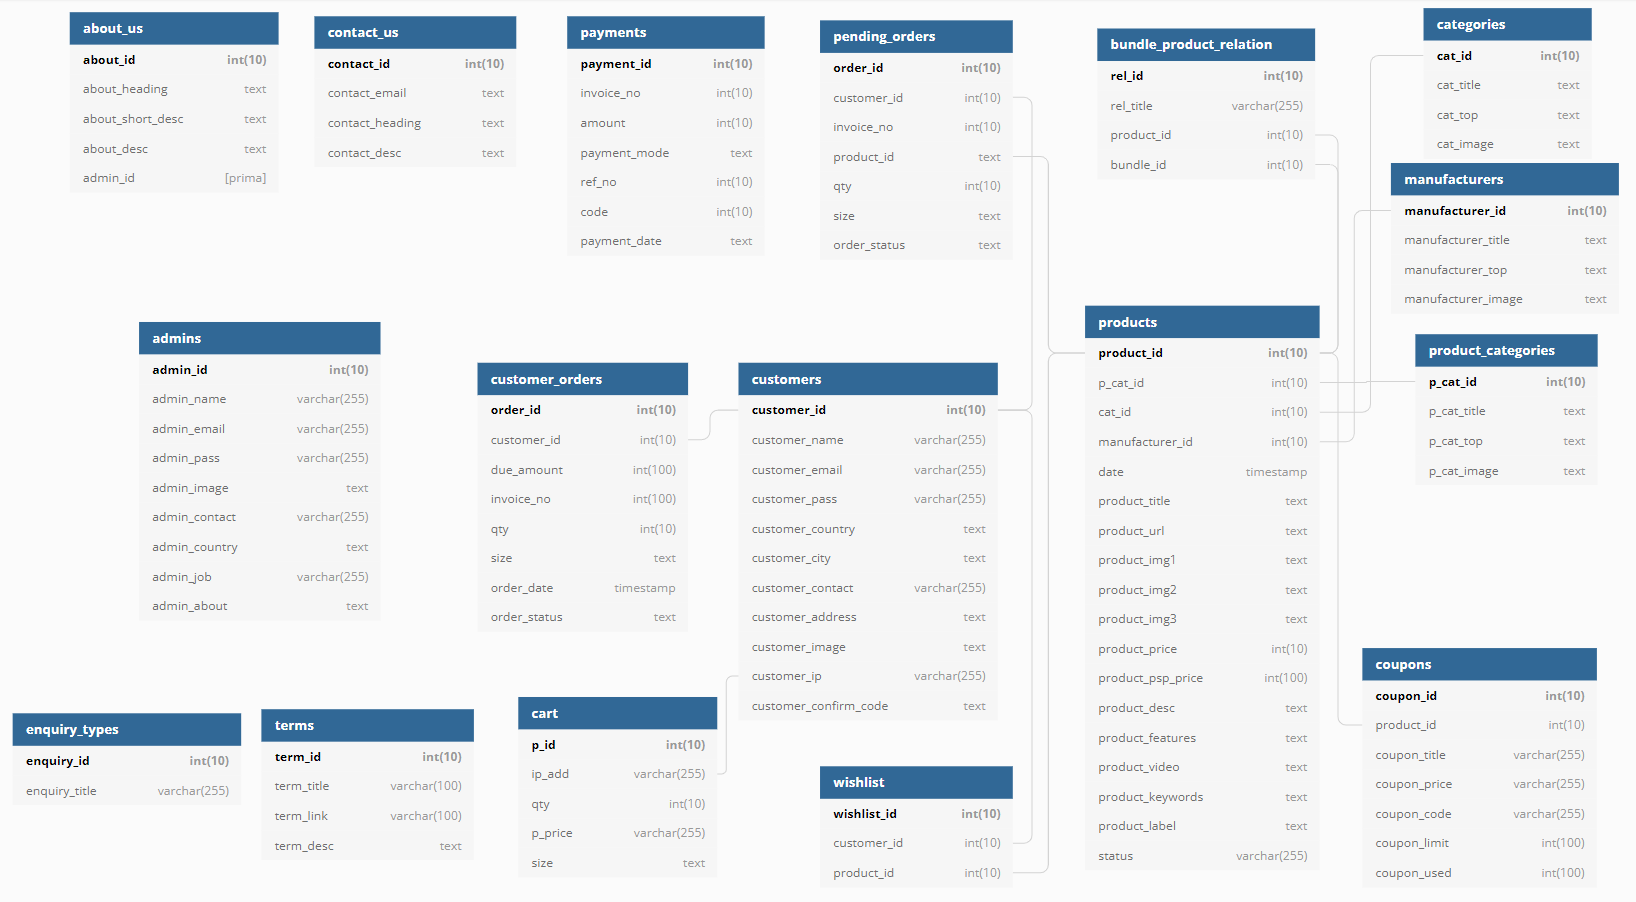 about_us
about_id int(10)
about_heading text
about_short_desc text
about_desc text
admin_id [prima]
contact_us
contact_id int(10)
contact_email text
contact_heading text
contact_desc text
payments
payment_id int(10)
invoice_no int(10)
amount int(10)
payment_mode text
ref_no int(10)
code int(10)
payment_date text
pending_orders
order_id int(10)
customer_id int(10)
invoice_no int(10)
product_id text
qty int(10)
size text
order_status text
bundle_product_relation
rel_id int(10)
rel_title varchar(255)
product_id int(10)
bundle_id int(10)
categories
cat_id int(10)
cat_title text
cat_top text
cat_image text
manufacturers
manufacturer_id int(10)
manufacturer_title text
manufacturer_top text
manufacturer_image text
admins
admin_id int(10)
admin_name varchar(255)
admin_email varchar(255)
admin_pass varchar(255)
admin_image text
admin_contact varchar(255)
admin_country text
admin_job varchar(255)
admin_about text
customer_orders
order_id int(10)
customer_id int(10)
due_amount int(100)
invoice_no int(100)
qty int(10)
size text
order_date timestamp
order_status text
customers
customer_id int(10)
customer_name varchar(255)
customer_email varchar(255)
customer_pass varchar(255)
customer_country text
customer_city text
customer_contact varchar(255)
customer_address text
customer_image text
customer_ip varchar(255)
customer_confirm_code text
products
product_id int(10)
p_cat_id int(10)
cat_id int(10)
manufacturer_id int(10)
date timestamp
product_title text
product_url text
product_img1 text
product_img2 text
product_img3 text
product_price int(10)
product_psp_price int(100)
product_desc text
product_features text
product_video text
product_keywords text
product_label text
status varchar(255)
product_categories
p_cat_id int(10)
p_cat_title text
p_cat_top text
p_cat_image text
enquiry_types
enquiry_id int(10)
enquiry_title varchar(255)
terms
term_id int(10)
term_title varchar(100)
term_link varchar(100)
term_desc text
cart
p_id int(10)
ip_add varchar(255)
qty int(10)
p_price varchar(255)
size text
wishlist
wishlist_id int(10)
customer_id int(10)
product_id int(10)
coupons
coupon_id int(10)
product_id int(10)
coupon_title varchar(255)
coupon_price varchar(255)
coupon_code varchar(255)
coupon_limit int(100)
coupon_used int(100)